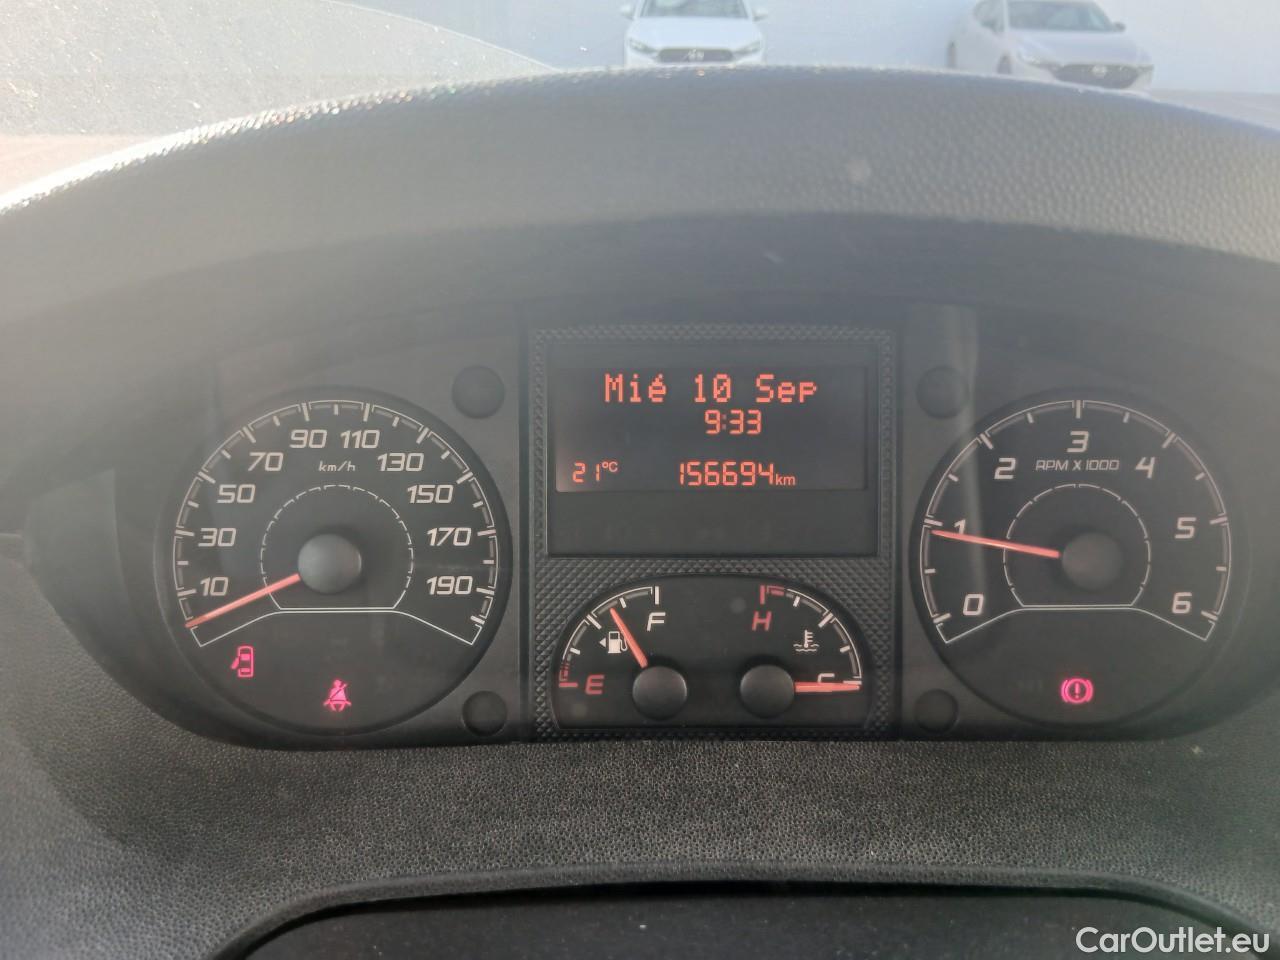 Mié 10 Sep
9:33
21°C 156694km
90 110
70 km/h 130
50 150
30 170
10 190
3
2 RPM X 1000 4
1 5
0 6
F H
E C
CarOutlet.eu